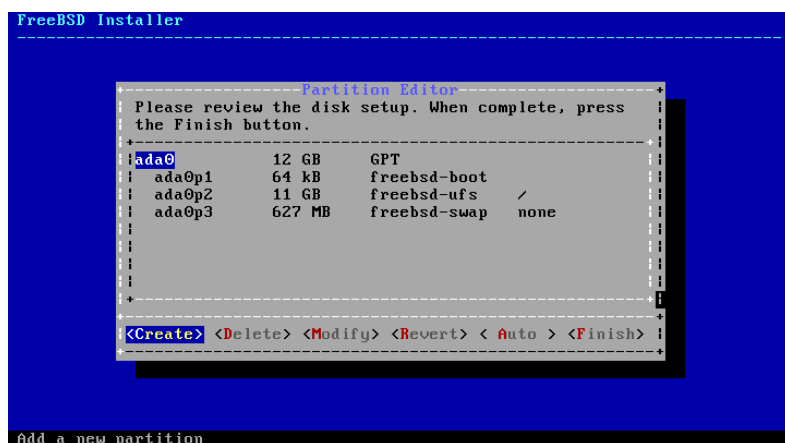 FreeBSD Installer
Partition Editor
Please review the disk setup. When complete, press
the Finish button.
ada0 12 GB GPT
ada0p1 64 kB freebsd-boot
ada0p2 11 GB freebsd-ufs /
ada0p3 627 MB freebsd-swap none
<Create> <Delete> <Modify> <Revert> < Auto > <Finish>
Add a new partition